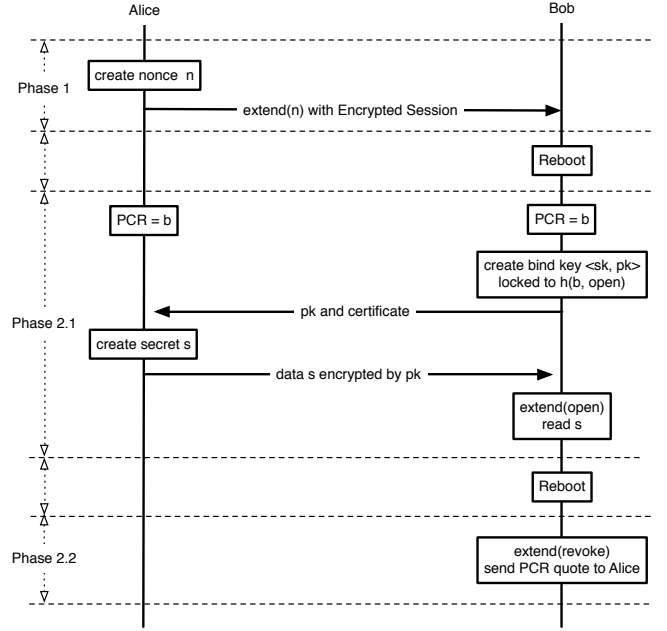 Alice
Bob
Phase 1
create nonce n
extend(n) with Encrypted Session
Reboot
Phase 2.1
PCR = b
PCR = b
create bind key <sk, pk>
locked to h(b, open)
pk and certificate
create secret s
data s encrypted by pk
extend(open)
read s
Reboot
Phase 2.2
extend(revoke)
send PCR quote to Alice